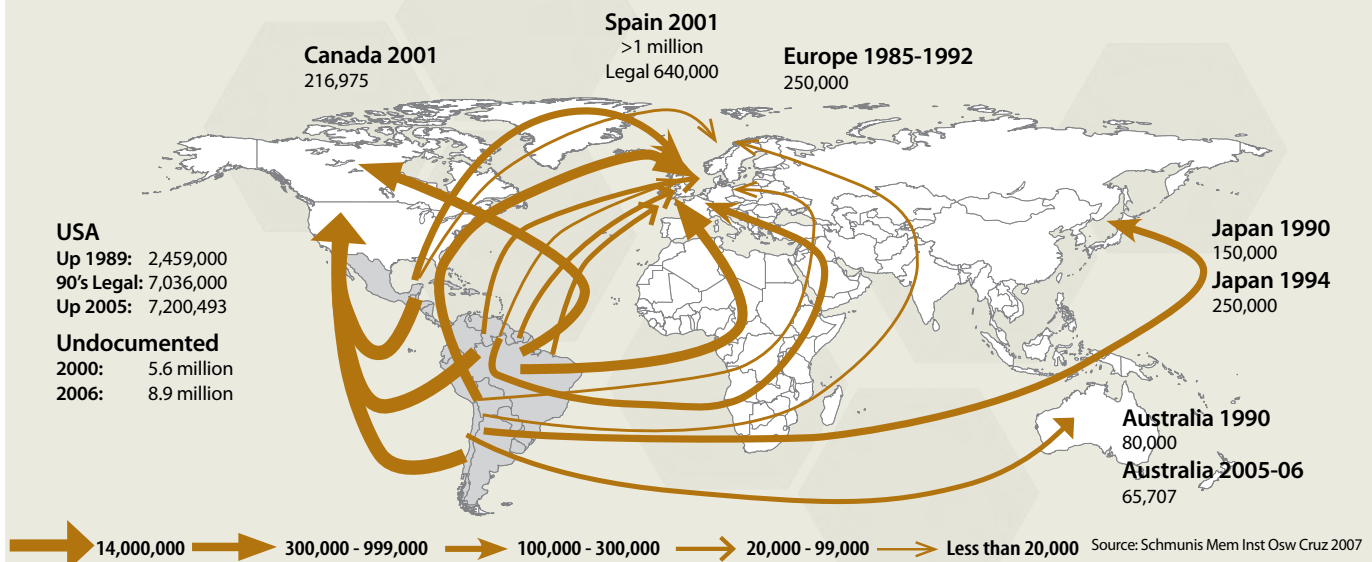 Spain 2001
>1 million
Legal 640,000
Canada 2001
216,975
Europe 1985-1992
250,000
USA
Up 1989: 2,459,000
90's Legal: 7,036,000
Up 2005: 7,200,493
Undocumented
2000: 5.6 million
2006: 8.9 million
Japan 1990
150,000
Japan 1994
250,000
Australia 1990
80,000
Australia 2005-06
65,707
14,000,000 300,000 - 999,000 100,000 - 300,000 20,000 - 99,000 Less than 20,000 Source: Schmunis Mem Inst Osw Cruz 2007